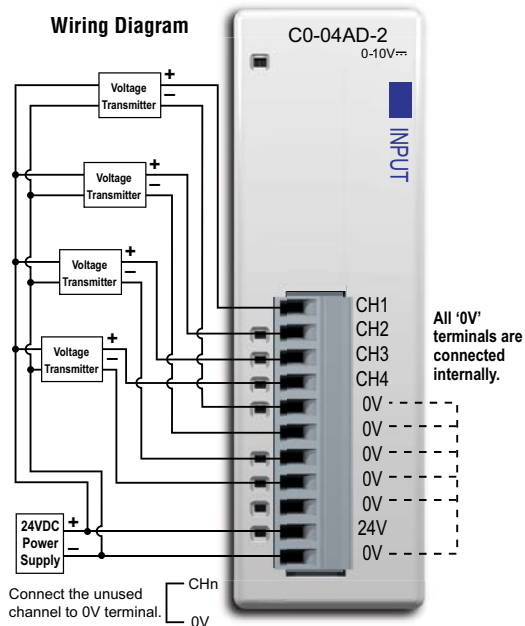 Wiring Diagram
C0-04AD-2
0-10V⎓
INPUT
+
Voltage
Transmitter
–
+
Voltage
Transmitter
–
+
Voltage
Transmitter
–
+
Voltage
Transmitter
–
CH1
CH2
CH3
CH4
0V
0V
0V
0V
0V
24V
0V
All ‘0V’
terminals are
connected
internally.
24VDC +
Power
Supply –
Connect the unused
channel to 0V terminal.
CHn
0V